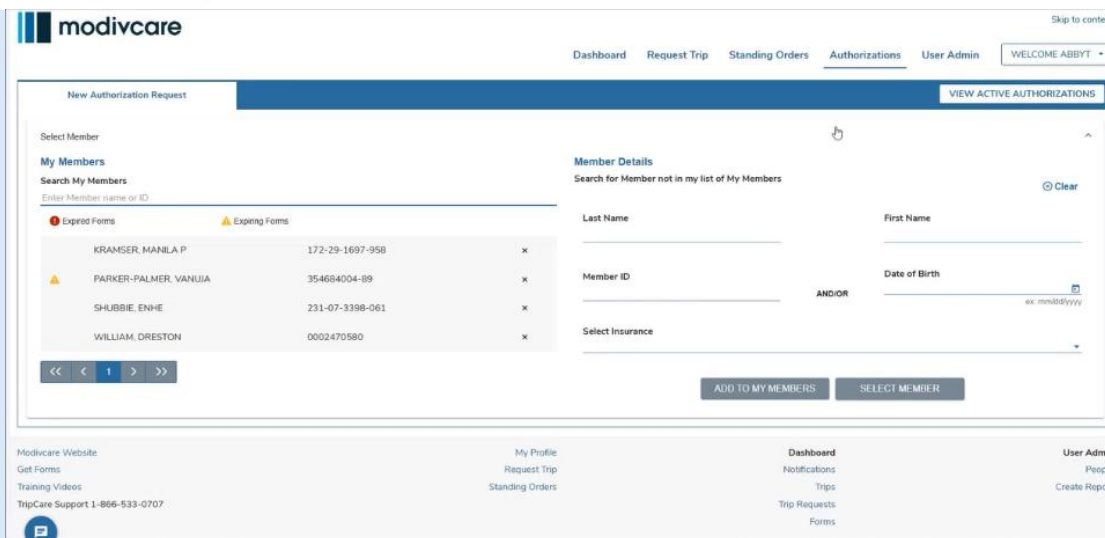 modivcare
Skip to conte
Dashboard Request Trip Standing Orders Authorizations User Admin WELCOME ABBYT
New Authorization Request
VIEW ACTIVE AUTHORIZATIONS
Select Member
My Members
Search My Members
Enter Member name or ID
Expired Forms Expiring Forms
KRAMSER, MANILA P 172-29-1697-958 ×
PARKER-PALMER, VANUJA 354684004-89 ×
SHUBBIE, ENHE 231-07-3398-061 ×
WILLIAM, DRESTON 0002470580 ×
<< < 1 > >>
Member Details
Search for Member not in my list of My Members
Clear
Last Name First Name
Member ID AND/OR Date of Birth
ex: mm/dd/yyyy
Select Insurance
ADD TO MY MEMBERS SELECT MEMBER
Modivcare Website
Get Forms
Training Videos
TripCare Support 1-866-533-0707
My Profile
Request Trip
Standing Orders
Dashboard
Notifications
Trips
Trip Requests
Forms
User Adm
Peop
Create Repo